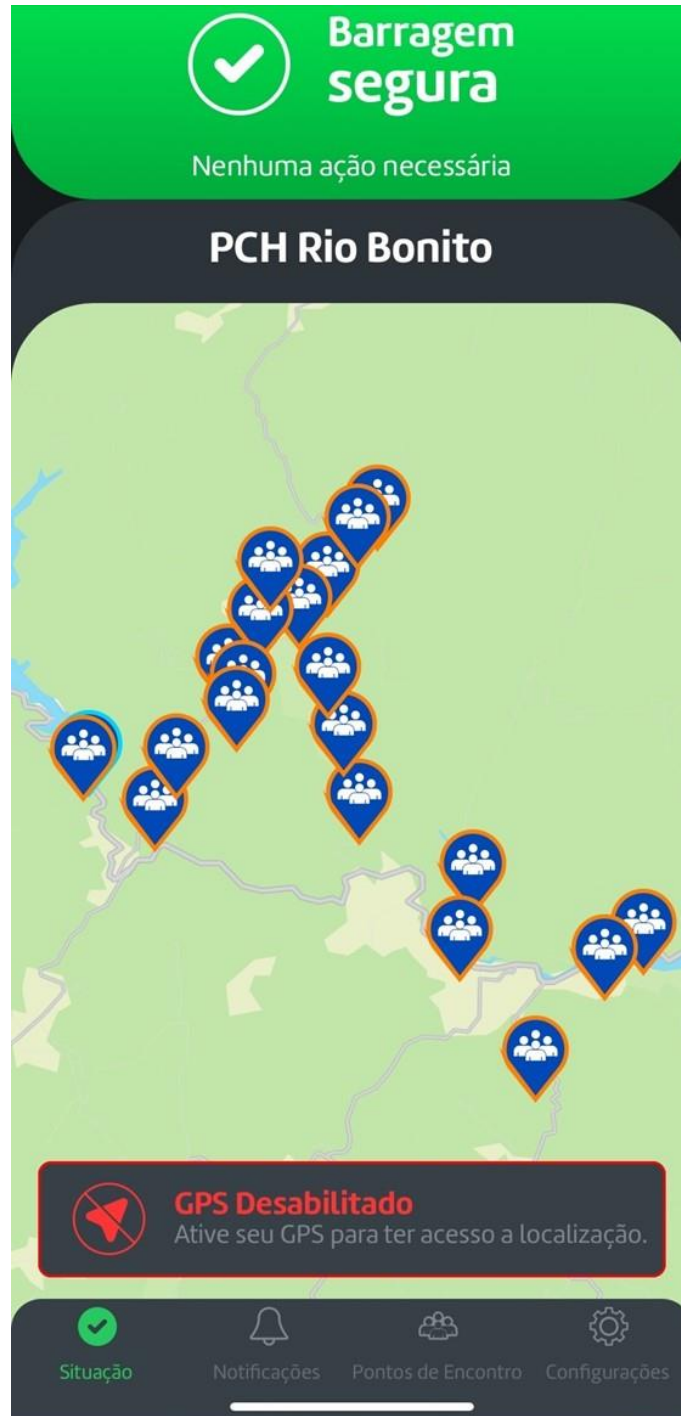 Barragem
segura
Nenhuma ação necessária
PCH Rio Bonito
GPS Desabilitado
Ative seu GPS para ter acesso a localização.
Situação
Notificações
Pontos de Encontro
Configurações